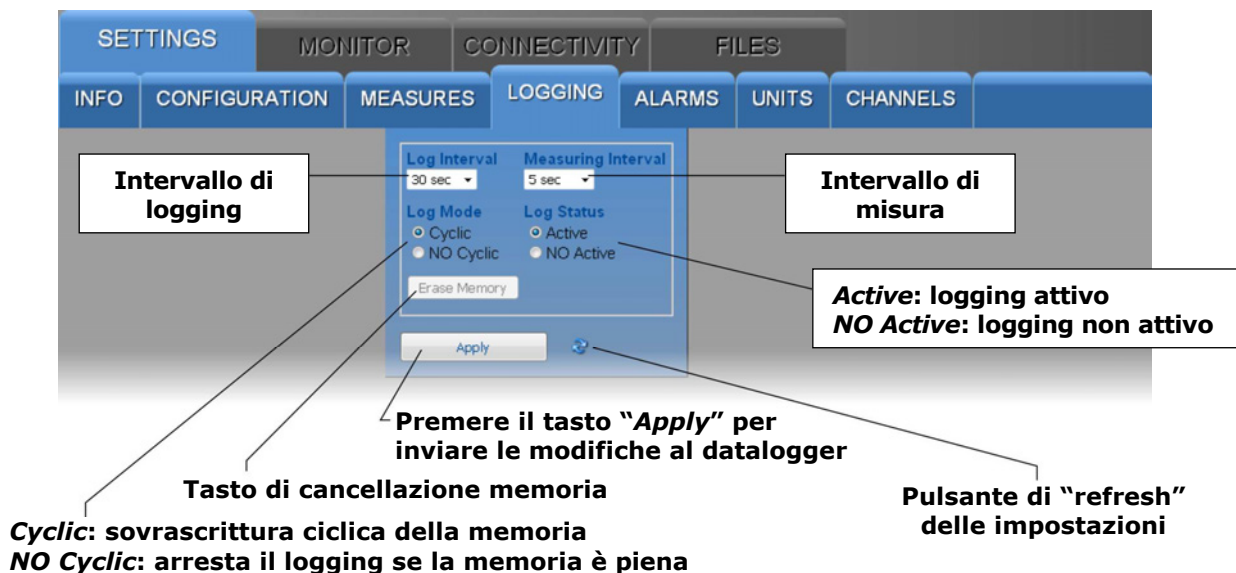 SETTINGS MONITOR CONNECTIVITY FILES
INFO CONFIGURATION MEASURES LOGGING ALARMS UNITS CHANNELS
Intervallo di
logging
Log Interval Measuring Interval
30 sec 5 sec
Log Mode Log Status
Cyclic Active
NO Cyclic NO Active
Erase Memory
Apply
Intervallo di
misura
Active: logging attivo
NO Active: logging non attivo
Premere il tasto “Apply” per
inviare le modifiche al datalogger
Tasto di cancellazione memoria
Pulsante di “refresh”
delle impostazioni
Cyclic: sovrascrittura ciclica della memoria
NO Cyclic: arresta il logging se la memoria è piena